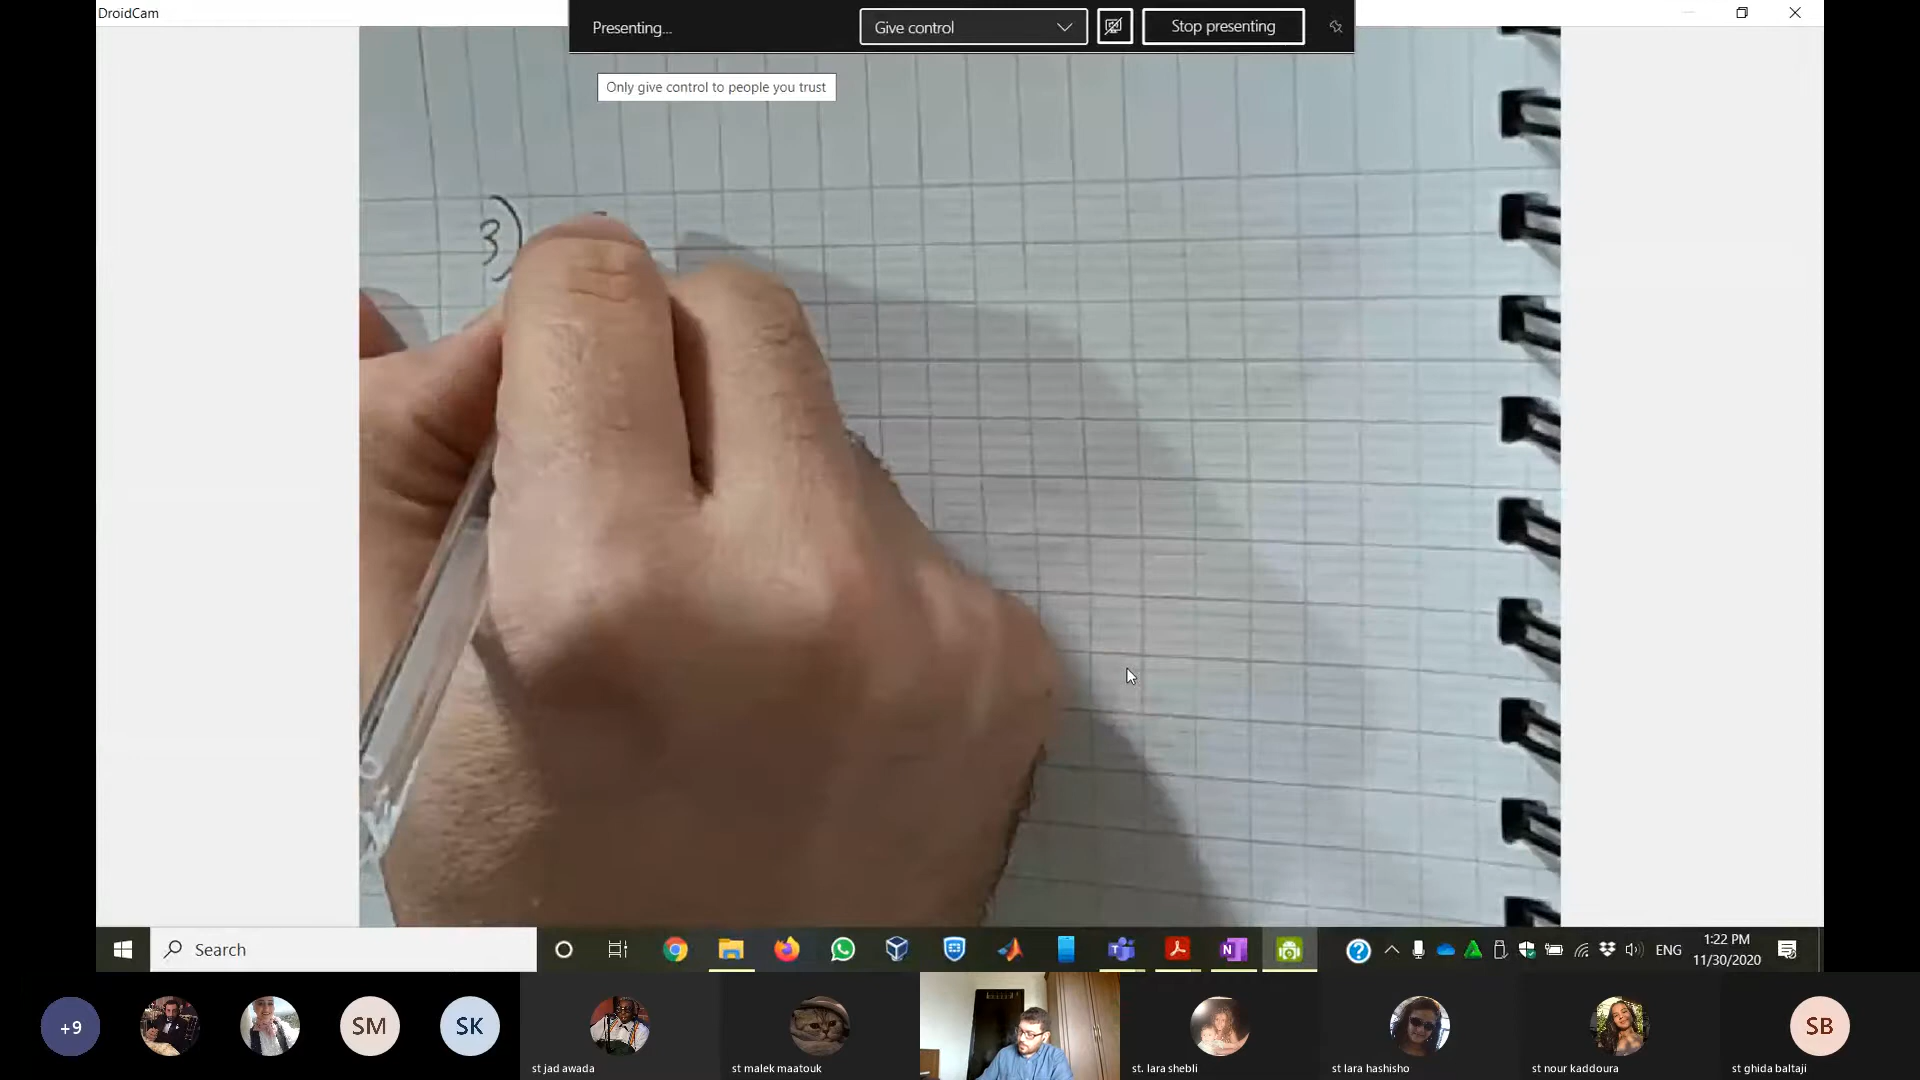 DroidCam
Presenting...
Give control
Stop presenting
Only give control to people you trust
3)
Search
ENG
1:22 PM
11/30/2020
+9
SM
SK
st jad awada
st malek maatouk
st. lara shebli
st lara hashisho
st nour kaddoura
SB
st ghida baltaji